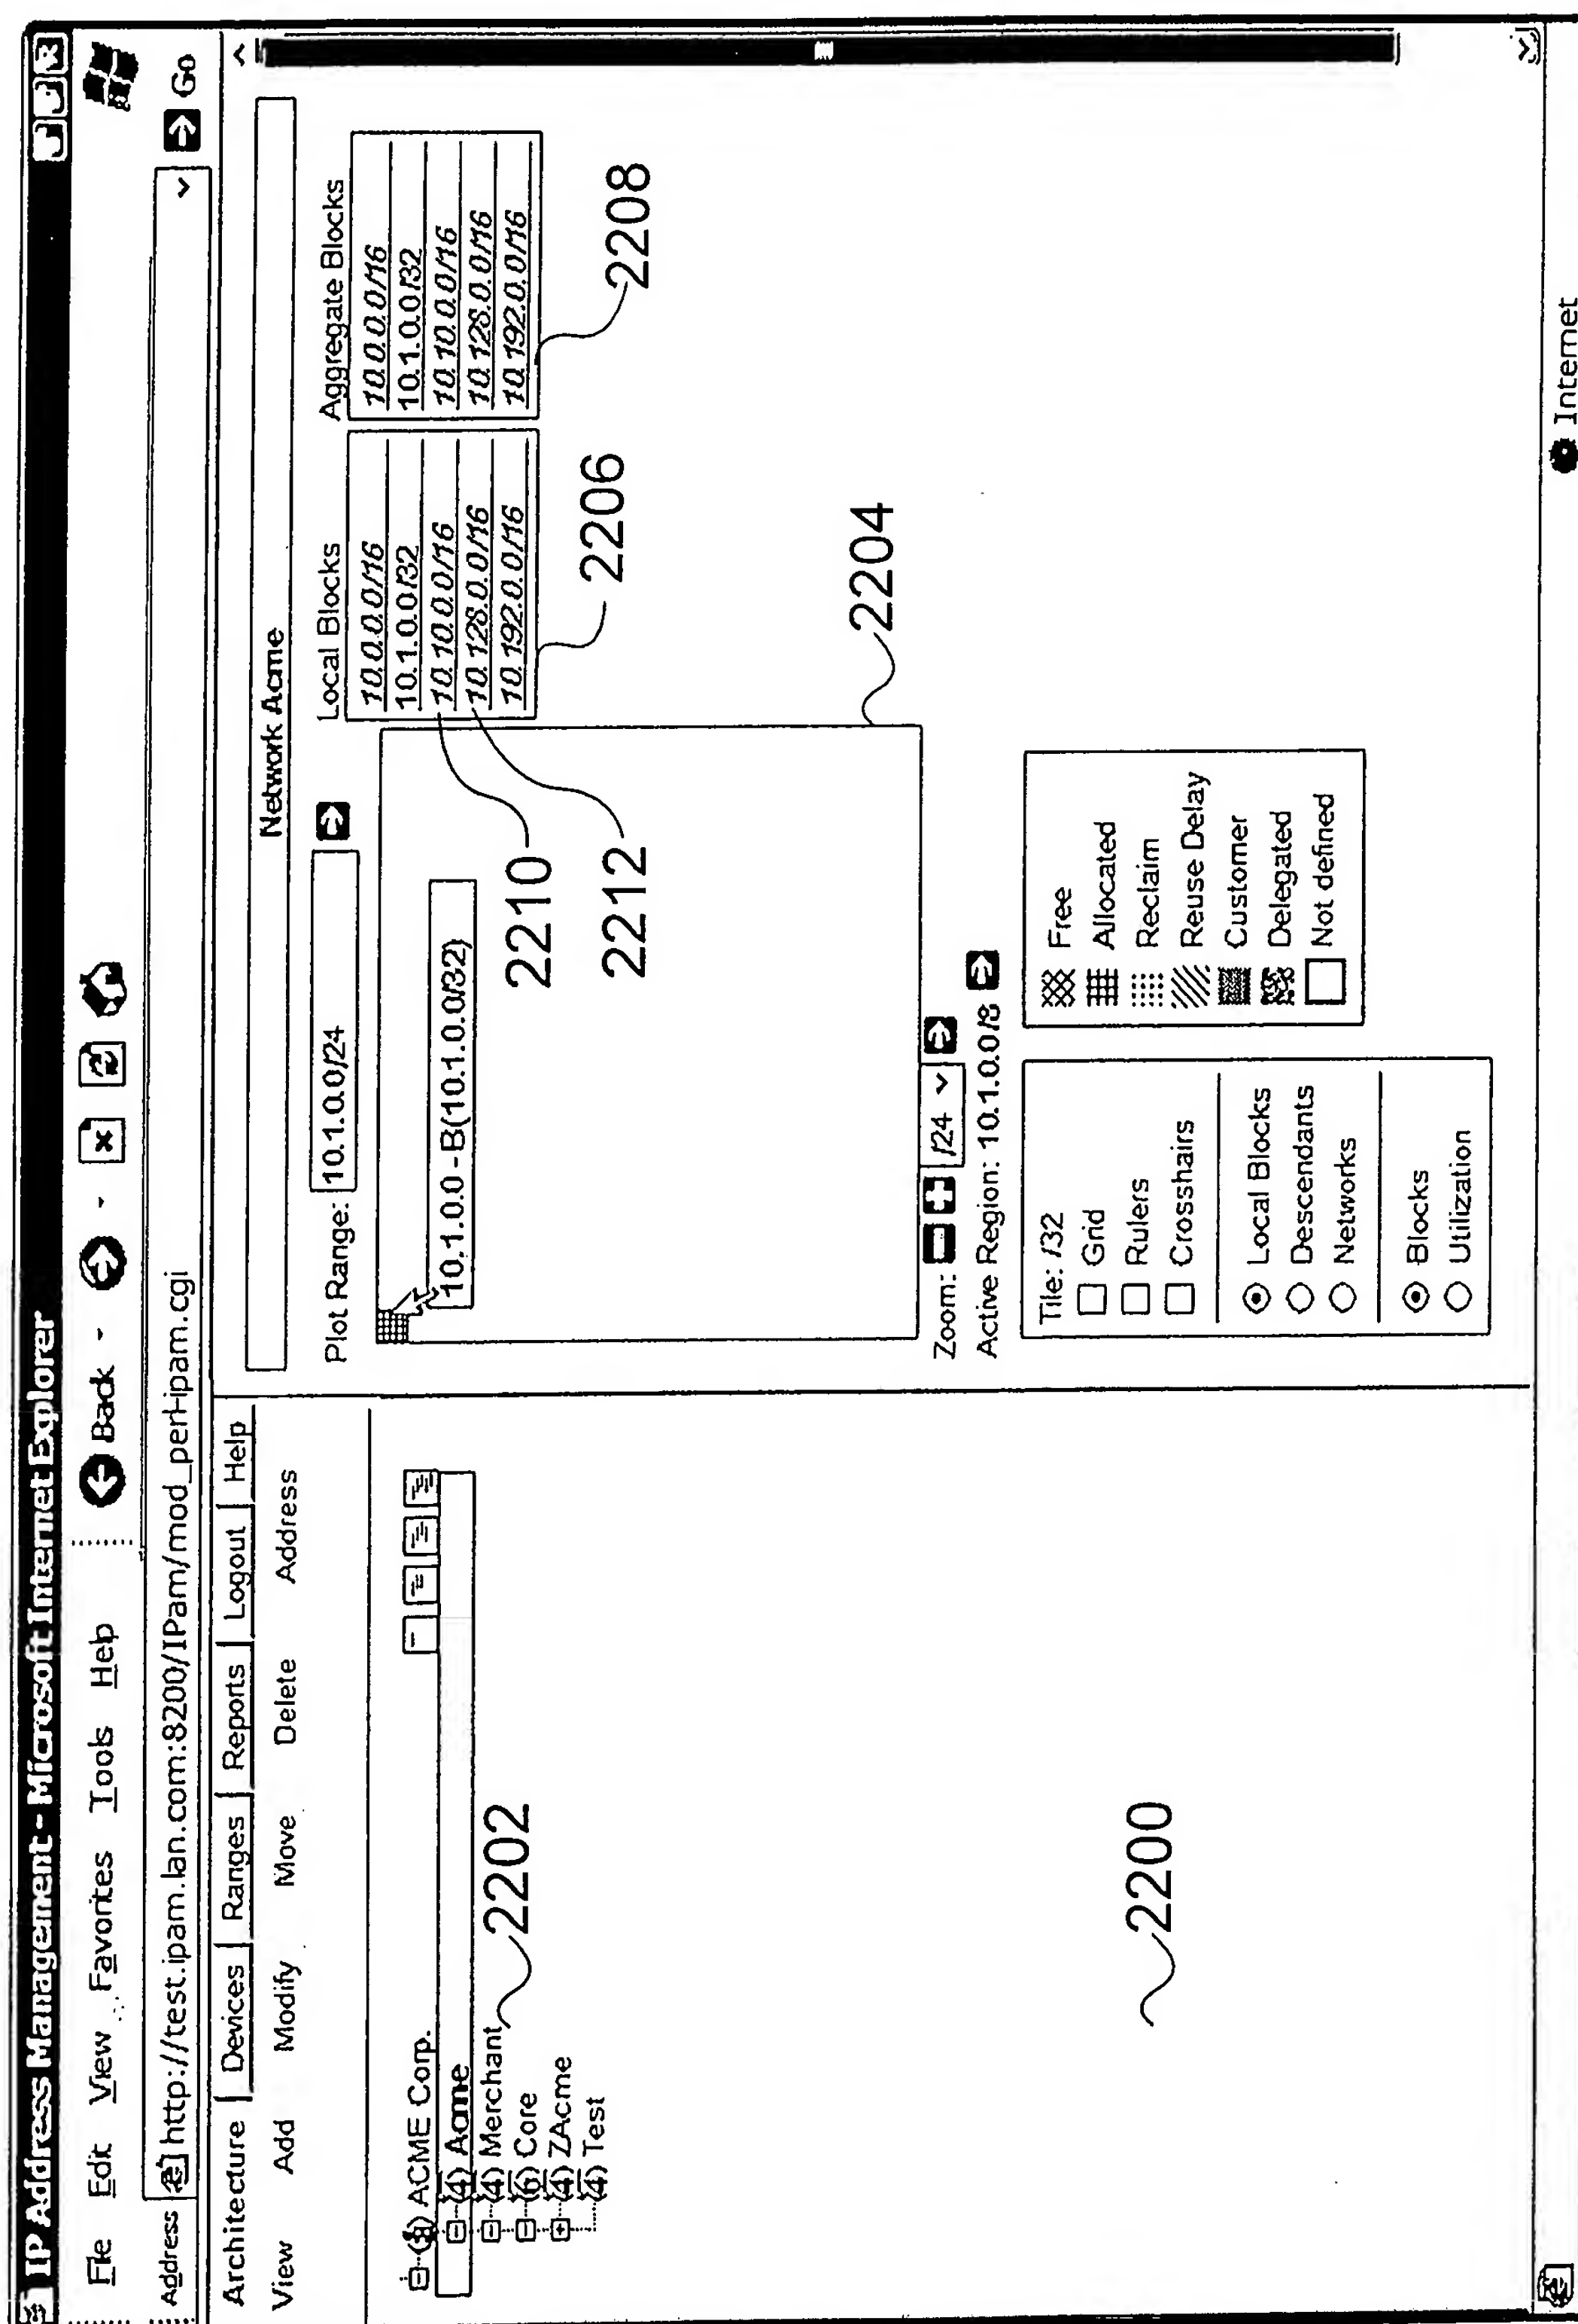 IP Address Management - Microsoft Internet Explorer
File Edit View Favorites Tools Help
Back
Address http://test.ipam.lan.com:8200/IPam/mod_perl-ipam.cgi Go
Architecture Devices Ranges Reports Logout Help
View Add Modify Move Delete Address
ACME Corp.
(4) Acme
(4) Merchant
(6) Core
(4) ZAcme
(4) Test
2202
2200
Network Acme
Plot Range: 10.1.0.0/24
10.1.0.0 - B(10.1.0.0/32)
2210
2212
2204
Local Blocks
10.0.0.0/16
10.1.0.0/32
10.10.0.0/16
10.128.0.0/16
10.192.0.0/16
2206
Aggregate Blocks
10.0.0.0/16
10.1.0.0/32
10.10.0.0/16
10.128.0.0/16
10.192.0.0/16
2208
Zoom: /24
Active Region: 10.1.0.0/8
Tile: /32
Grid
Rulers
Crosshairs
Local Blocks
Descendants
Networks
Blocks
Utilization
Free
Allocated
Reclaim
Reuse Delay
Customer
Delegated
Not defined
Internet